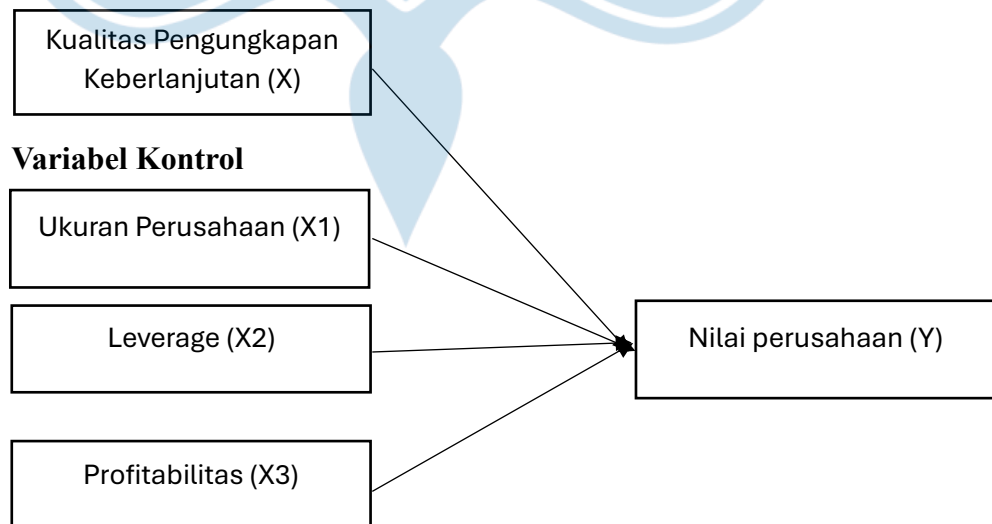 Kualitas Pengungkapan
Keberlanjutan (X)
Variabel Kontrol
Ukuran Perusahaan (X1)
Leverage (X2)
Nilai perusahaan (Y)
Profitabilitas (X3)